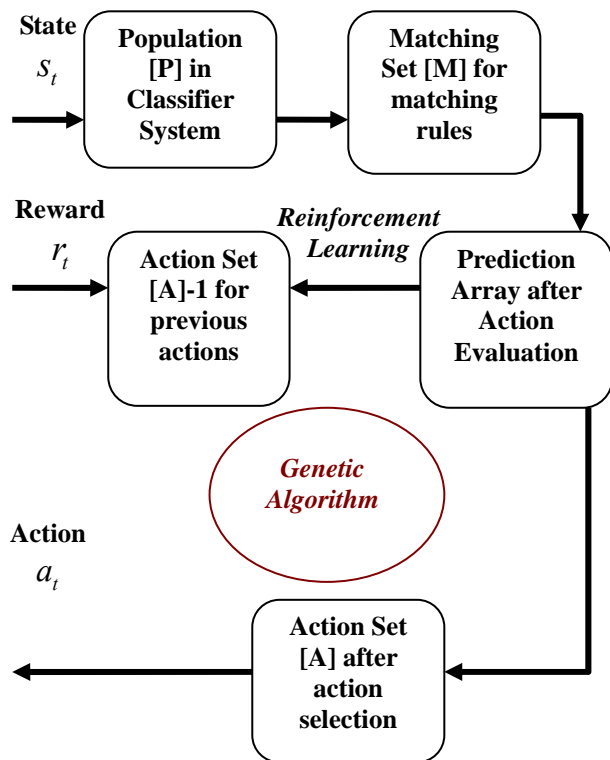 State
s_t
Population
[P] in
Classifier
System
Matching
Set [M] for
matching
rules
Reward
r_t
Action Set
[A]-1 for
previous
actions
Reinforcement
Learning
Prediction
Array after
Action
Evaluation
Genetic
Algorithm
Action
a_t
Action Set
[A] after
action
selection